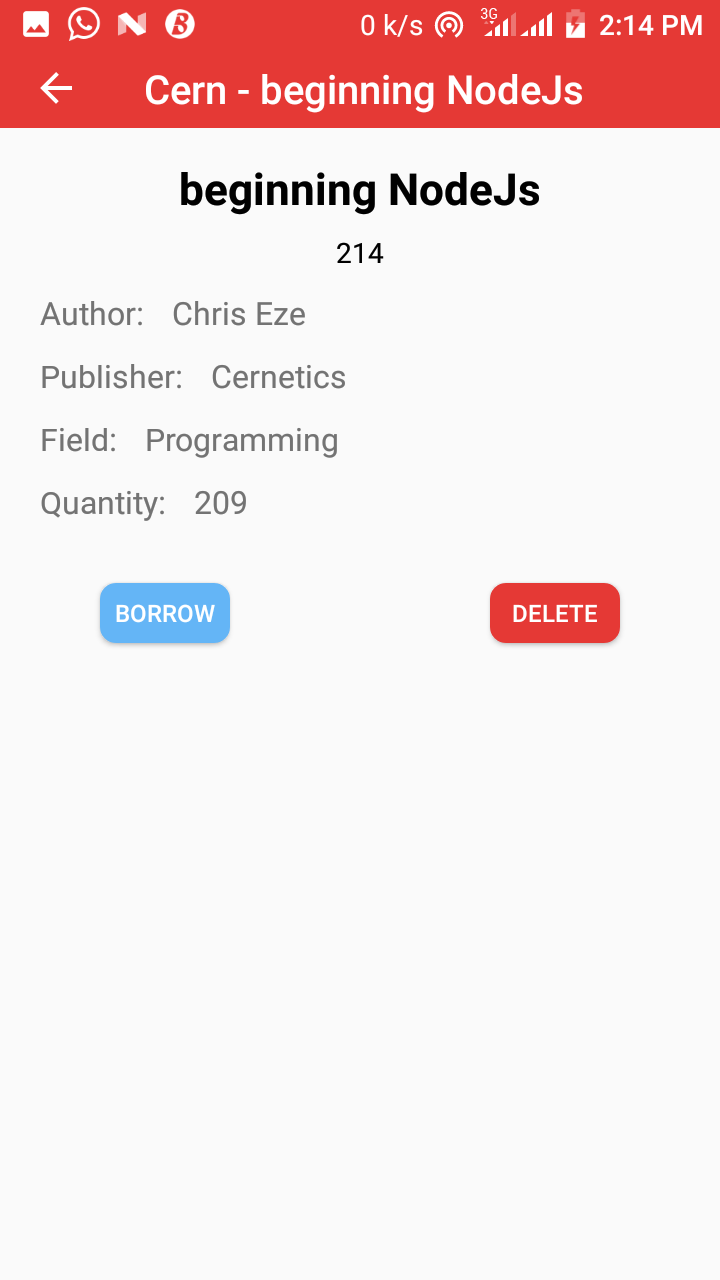 0 k/s 3G 2:14 PM
Cern - beginning NodeJs
beginning NodeJs
214
Author: Chris Eze
Publisher: Cernetics
Field: Programming
Quantity: 209
BORROW DELETE